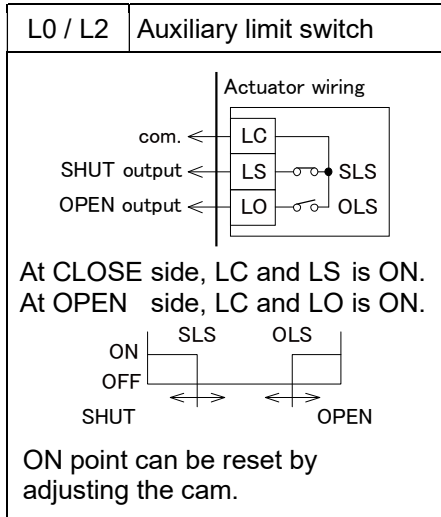 L0 / L2 Auxiliary limit switch
Actuator wiring
com. LC
SHUT output LS SLS
OPEN output LO OLS
At CLOSE side, LC and LS is ON.
At OPEN side, LC and LO is ON.
SLS OLS
ON
OFF
SHUT OPEN
ON point can be reset by
adjusting the cam.